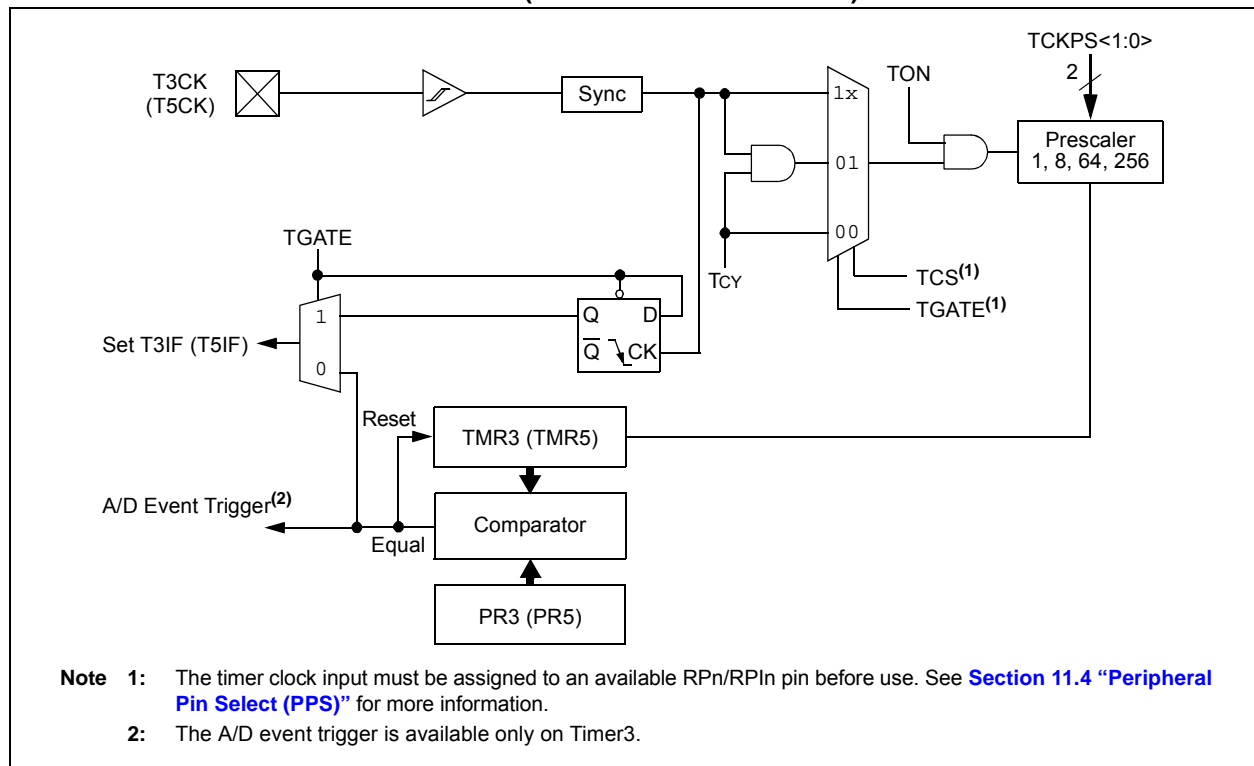 TCKPS<1:0>
2
T3CK
(T5CK)
Sync
1x
TON
Prescaler
1, 8, 64, 256
01
00
TCY
TCS(1)
TGATE(1)
TGATE
1
0
Q
D
Q
CK
Set T3IF (T5IF)
Reset
TMR3 (TMR5)
A/D Event Trigger(2)
Equal
Comparator
PR3 (PR5)
Note 1: The timer clock input must be assigned to an available RPn/RPIn pin before use. See Section 11.4 “Peripheral
Pin Select (PPS)” for more information.
2: The A/D event trigger is available only on Timer3.